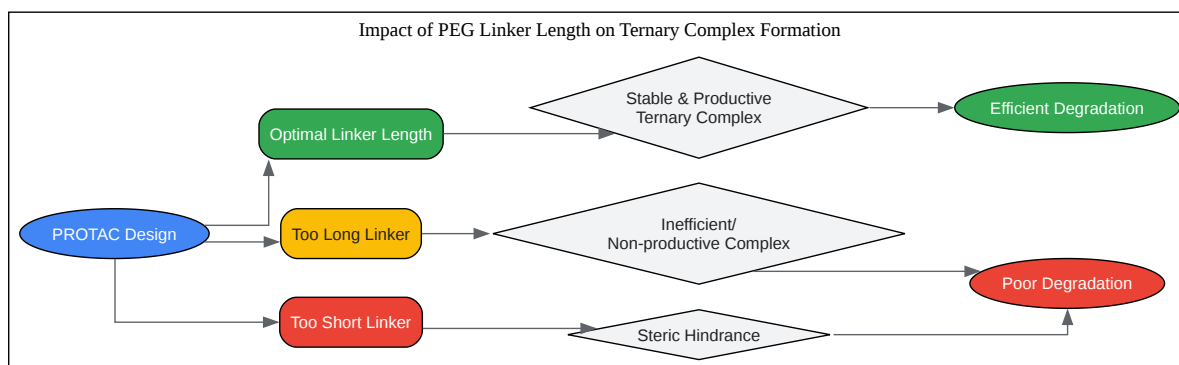 Impact of PEG Linker Length on Ternary Complex Formation
Stable & Productive
Ternary Complex
Efficient Degradation
Optimal Linker Length
PROTAC Design
Too Long Linker
Inefficient/
Non-productive Complex
Poor Degradation
Too Short Linker
Steric Hindrance